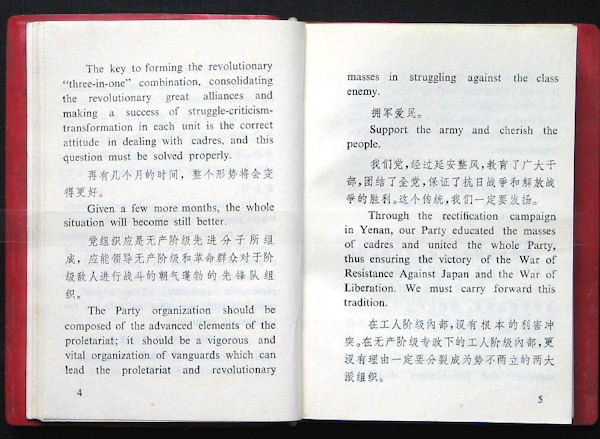 The key to forming the revolutionary
“three-in-one” combination, consolidating
the revolutionary great alliances and
making a success of struggle-criticism-
transformation in each unit is the correct
attitude in dealing with cadres, and this
question must be solved properly.
再有几个月的时间，整个形势将会变
得更好。
Given a few more months, the whole
situation will become still better.
党组织应是无产阶级先进分子所组
成，应能领导无产阶级和革命群众对于阶
级敌人进行战斗的朝气蓬勃的先锋队组
织。
The Party organization should be
composed of the advanced elements of the
proletariat; it should be a vigorous and
vital organization of vanguards which can
lead the proletariat and revolutionary
4
masses in struggling against the class
enemy.
拥军爱民。
Support the army and cherish the
people.
我们党，经过延安整风，教育了广大干
部，团结了全党，保证了抗日战争和解放战
争的胜利。这个传统，我们一定要发扬。
Through the rectification campaign
in Yenan, our Party educated the masses
of cadres and united the whole Party,
thus ensuring the victory of the War of
Resistance Against Japan and the War of
Liberation. We must carry forward this
tradition.
在工人阶级内部，没有根本的利害冲
突。在无产阶级专政下的工人阶级内部，更
没有理由一定要分裂成为势不两立的两大
派组织。
5